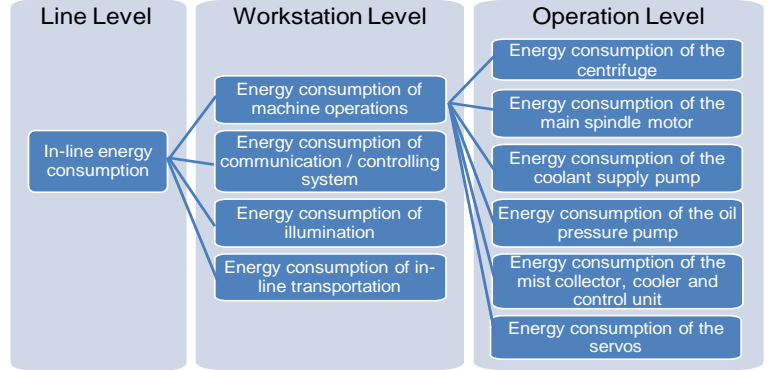 Line Level
In-line energy
consumption
Workstation Level
Energy consumption of
machine operations
Energy consumption of
communication / controlling
system
Energy consumption of
illumination
Energy consumption of in-
line transportation
Operation Level
Energy consumption of the
centrifuge
Energy consumption of the
main spindle motor
Energy consumption of the
coolant supply pump
Energy consumption of the oil
pressure pump
Energy consumption of the
mist collector, cooler and
control unit
Energy consumption of the
servos